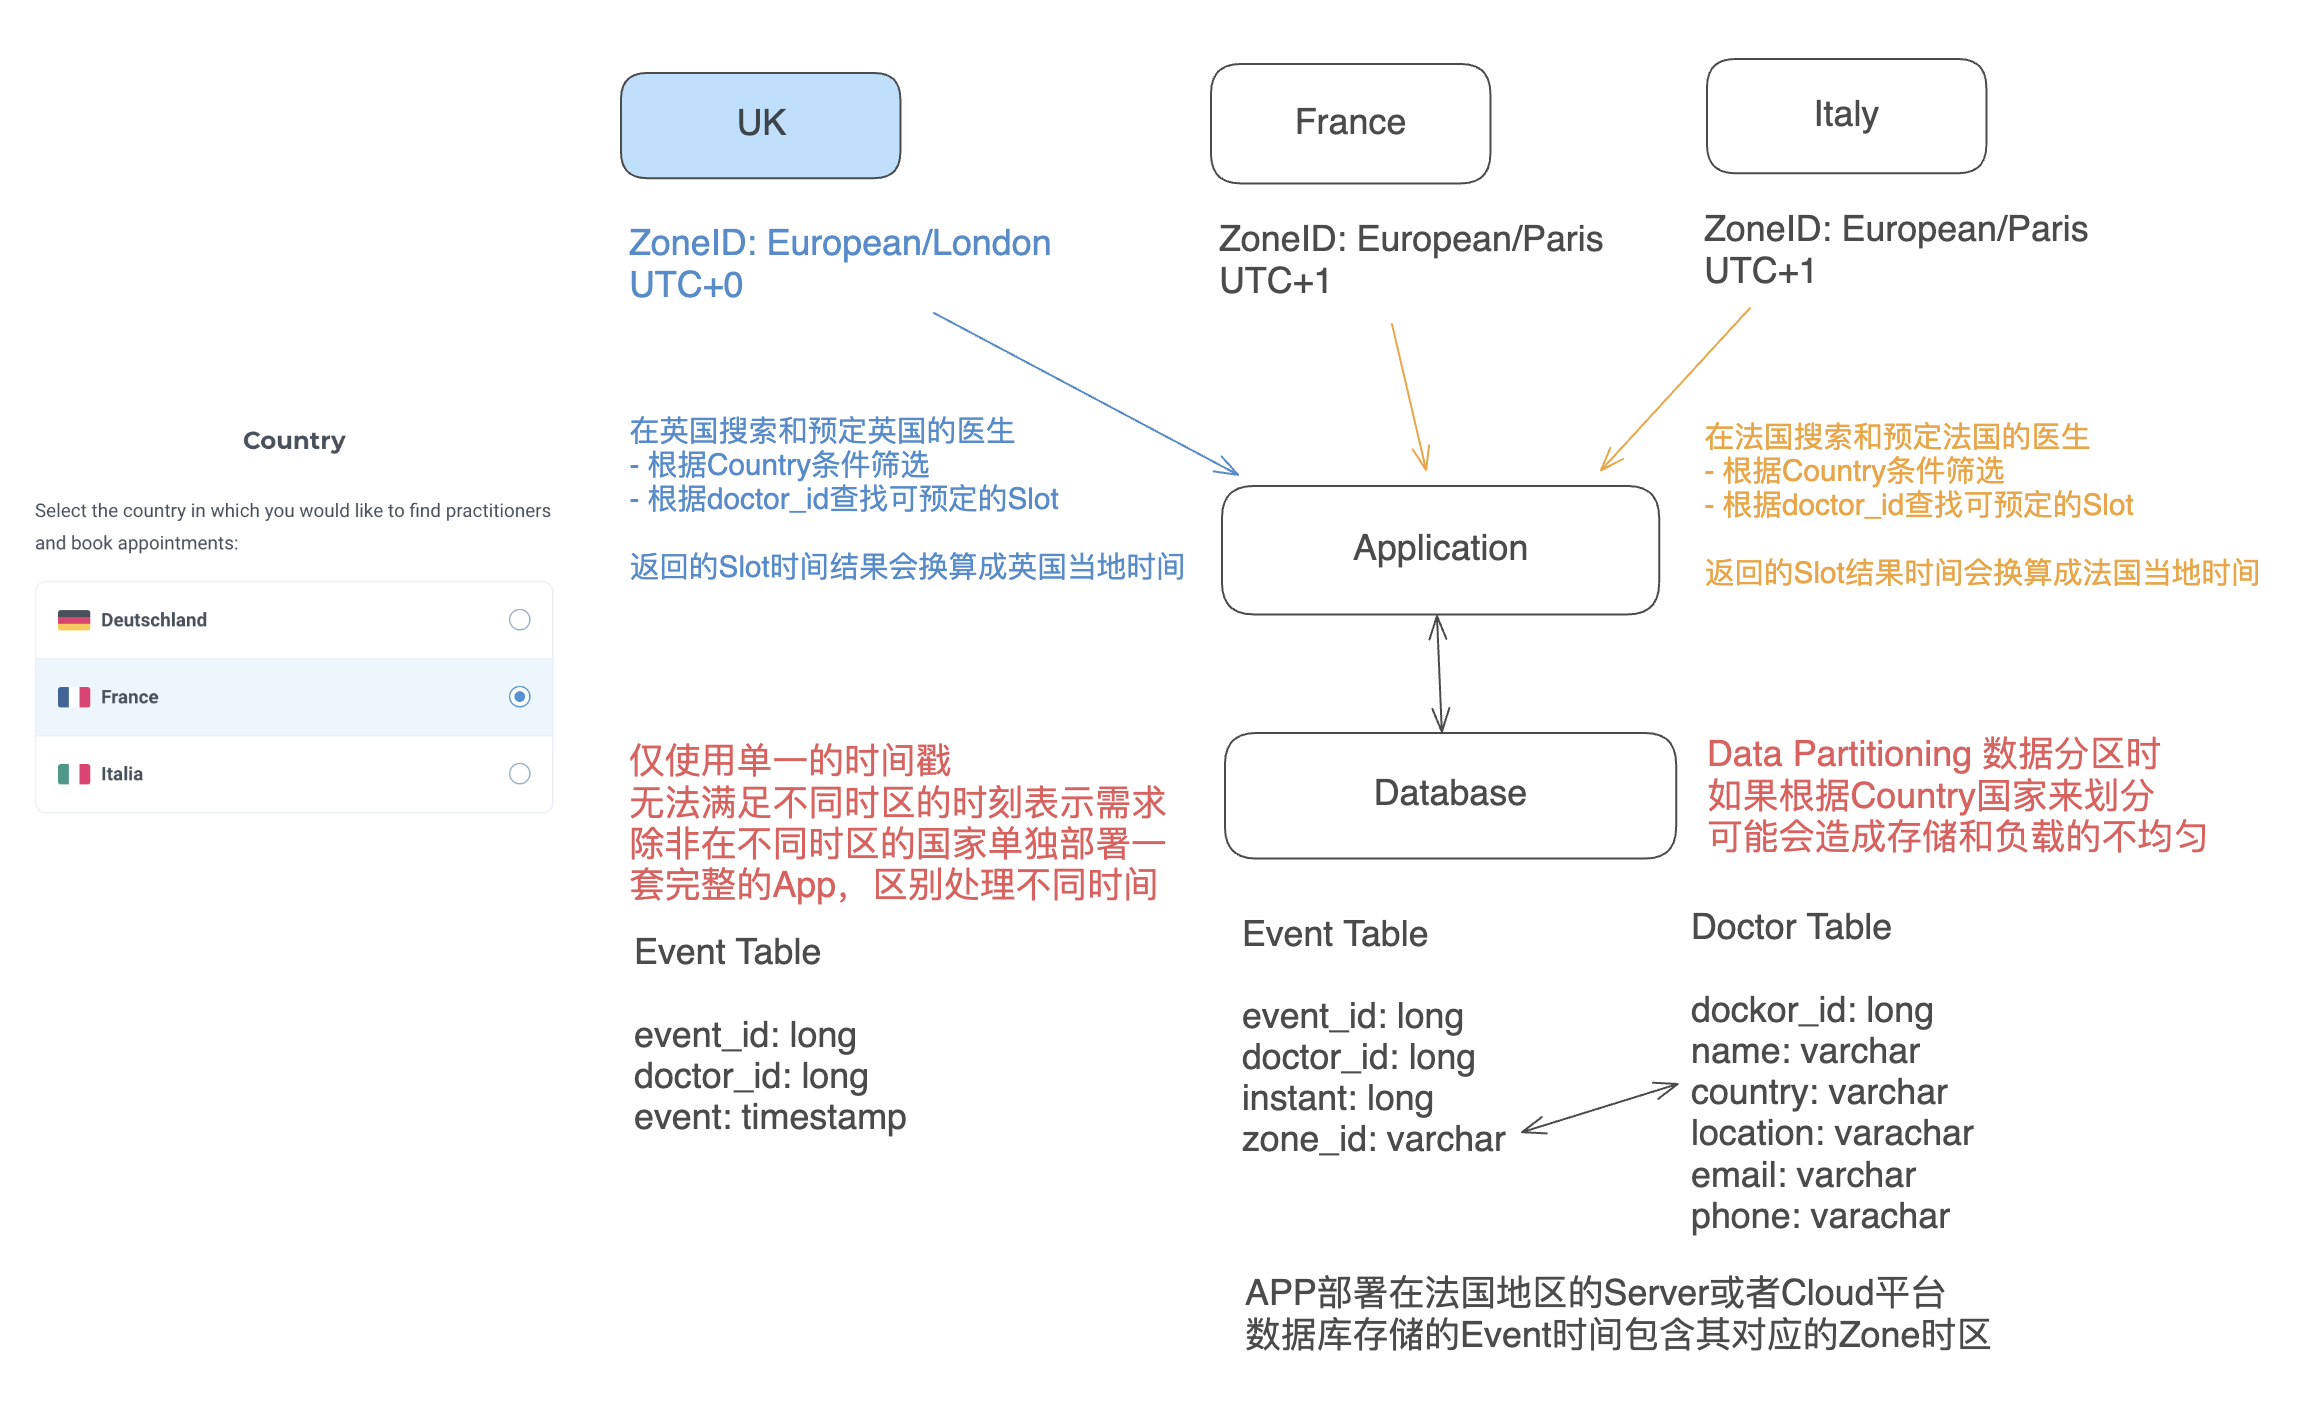 UK
France
Italy
ZoneID: European/London
UTC+0
ZoneID: European/Paris
UTC+1
ZoneID: European/Paris
UTC+1
Country
Select the country in which you would like to find practitioners
and book appointments:
Deutschland
France
Italia
在英国搜索和预定英国的医生
- 根据Country条件筛选
- 根据doctor_id查找可预定的Slot
返回的Slot时间结果会换算成英国当地时间
Application
在法国搜索和预定法国的医生
- 根据Country条件筛选
- 根据doctor_id查找可预定的Slot
返回的Slot结果时间会换算成法国当地时间
仅使用单一的时间戳
无法满足不同时区的时刻表示需求
除非在不同时区的国家单独部署一
套完整的App，区别处理不同时间
Database
Data Partitioning 数据分区时
如果根据Country国家来划分
可能会造成存储和负载的不均匀
Event Table
event_id: long
doctor_id: long
event: timestamp
Event Table
event_id: long
doctor_id: long
instant: long
zone_id: varchar
Doctor Table
dockor_id: long
name: varchar
country: varchar
location: varachar
email: varchar
phone: varachar
APP部署在法国地区的Server或者Cloud平台
数据库存储的Event时间包含其对应的Zone时区